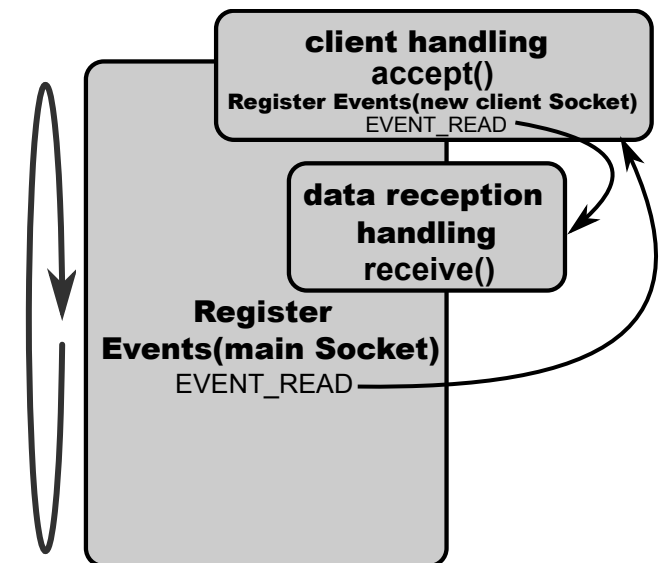 client handling
accept()
Register Events(new client Socket)
EVENT_READ
data reception
handling
receive()
Register
Events(main Socket)
EVENT_READ